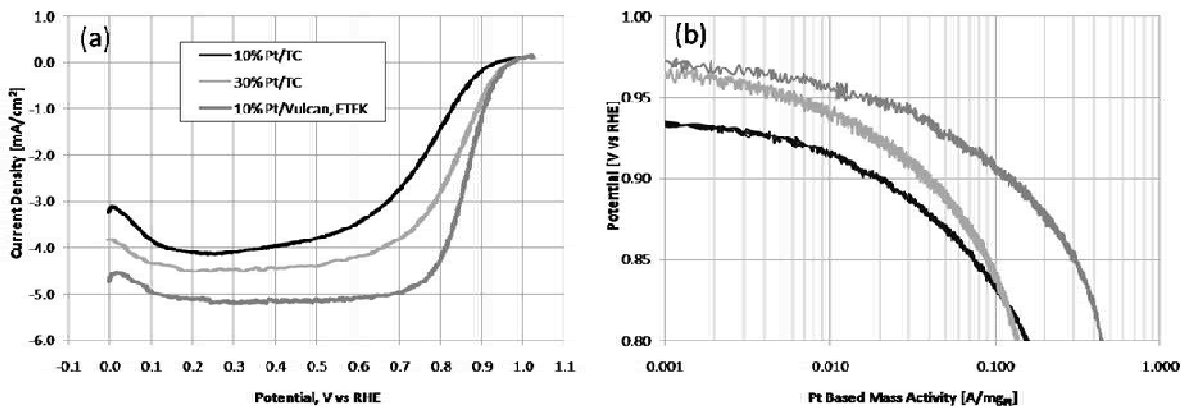 (a)
1.0
0.0
-1.0
-2.0
-3.0
-4.0
-5.0
-6.0
Current Density [mA/cm²]
10% Pt/TC
30% Pt/TC
10% Pt/Vulcan, ETEK
-0.1 0.0 0.1 0.2 0.3 0.4 0.5 0.6 0.7 0.8 0.9 1.0 1.1
Potential, V vs RHE
(b)
1.00
0.95
0.90
0.85
0.80
Potential [V vs RHE]
0.001 0.010 0.100 1.000
Pt Based Mass Activity